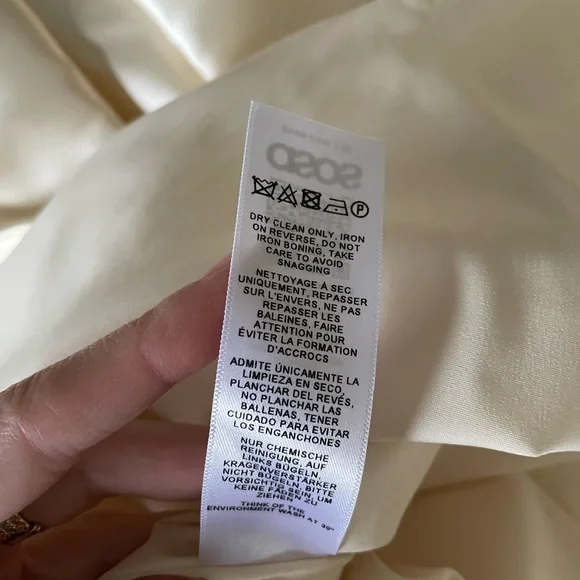 P
DRY CLEAN ONLY, IRON
ON REVERSE, DO NOT
IRON BONING, TAKE
CARE TO AVOID
SNAGGING
NETTOYAGE À SEC
UNIQUEMENT, REPASSER
SUR L'ENVERS, NE PAS
REPASSER LES
BALEINES, FAIRE
ATTENTION POUR
ÉVITER LA FORMATION
D'ACCROCS
ADMITE ÚNICAMENTE LA
LIMPIEZA EN SECO,
PLANCHAR DEL REVÉS,
NO PLANCHAR LAS
BALLENAS, TENER
CUIDADO PARA EVITAR
LOS ENGANCHONES
NUR CHEMISCHE
REINIGUNG, AUF
LINKS BÜGELN,
KRAGENVERSTÄRKER
NICHT BÜGELN, BITTE
VORSICHTIG SEIN, UM
KEINE FÄDEN ZU
ZIEHEN
THINK OF THE
ENVIRONMENT WASH AT 30°